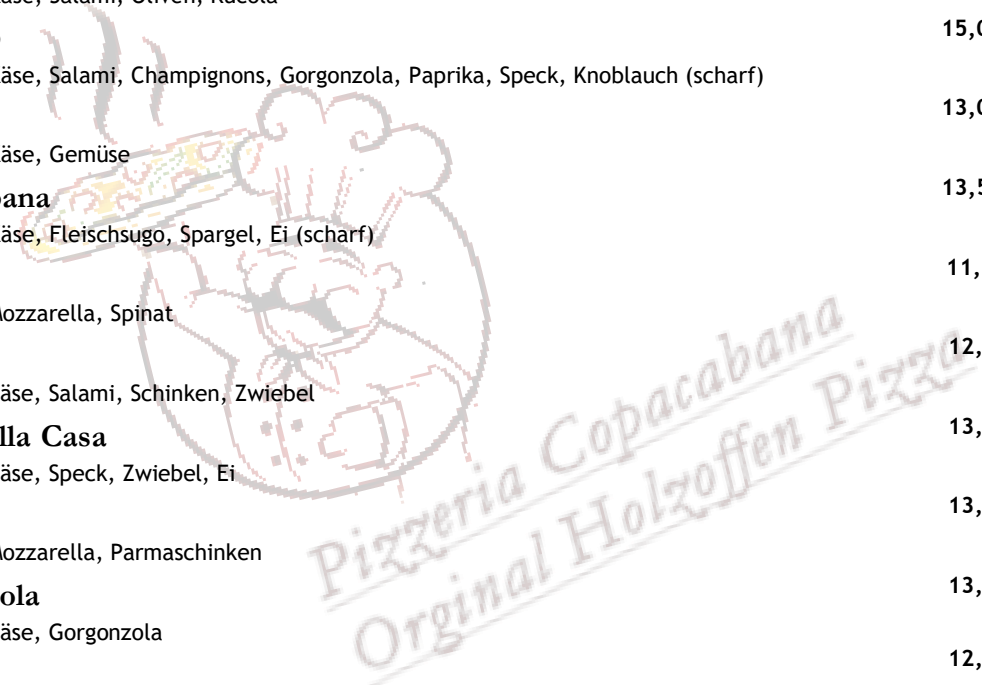 äse, Salami, Oliven, Rucola
15,0
äse, Salami, Champignons, Gorgonzola, Paprika, Speck, Knoblauch (scharf)
13,0
äse, Gemüse
bana 13,5
äse, Fleischsugo, Spargel, Ei (scharf)
11,
Mozzarella, Spinat
12,
äse, Salami, Schinken, Zwiebel
lla Casa 13,
äse, Speck, Zwiebel, Ei
13,
Mozzarella, Parmaschinken
ola 13,
äse, Gorgonzola
12,
Pizzeria Copacabana
Orginal Holzoffen Pizza